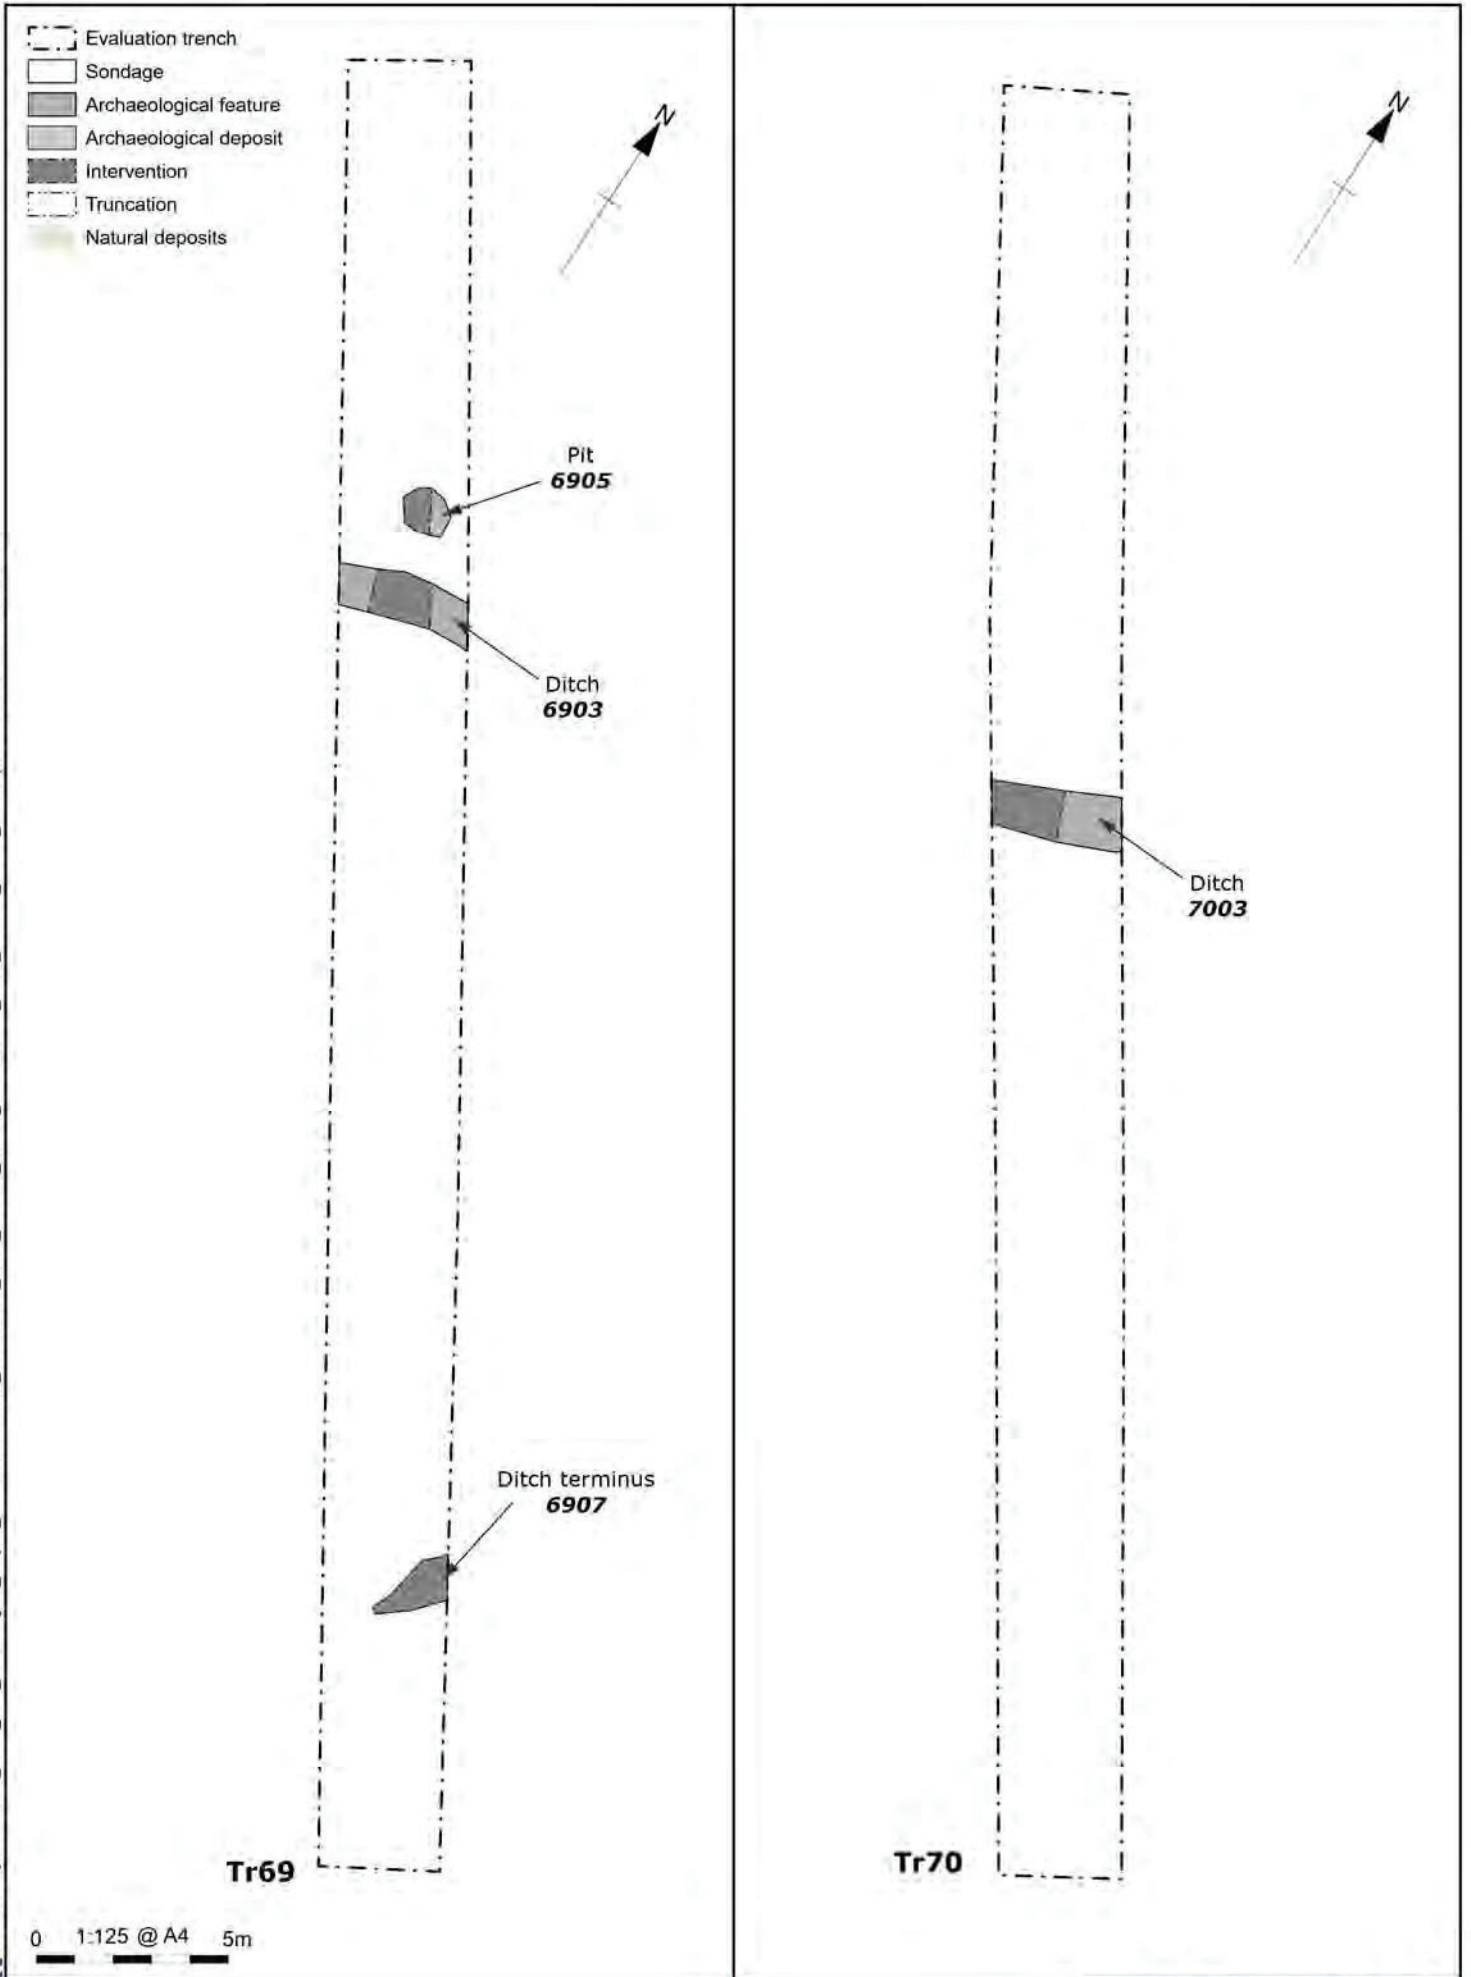 Evaluation trench
Sondage
Archaeological feature
Archaeological deposit
Intervention
Truncation
Natural deposits
N
Pit
6905
Ditch
6903
Ditch terminus
6907
Tr69
0 1:125 @ A4 5m
N
Ditch
7003
Tr70